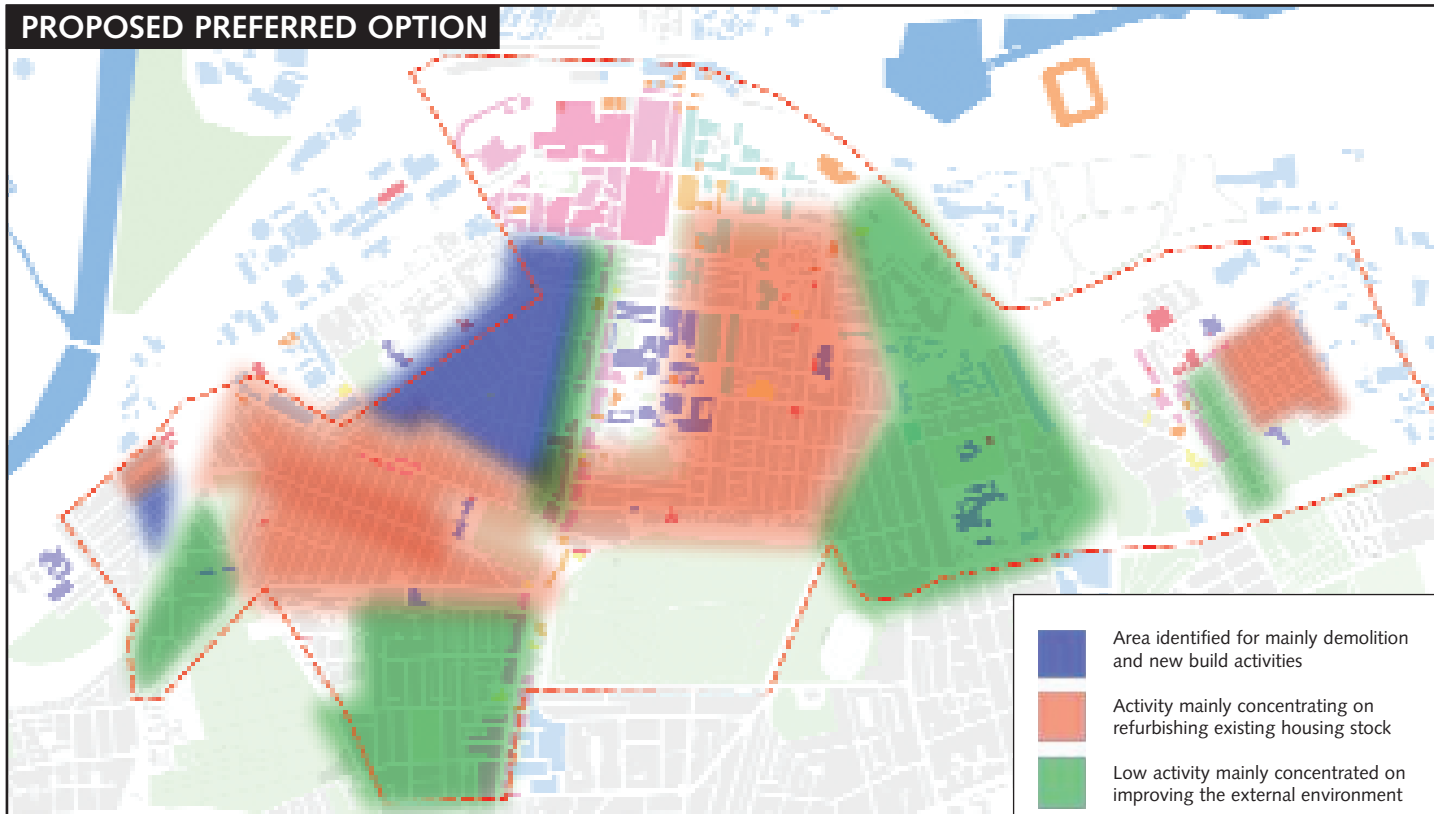 PROPOSED PREFERRED OPTION
Area identified for mainly demolition
and new build activities
Activity mainly concentrating on
refurbishing existing housing stock
Low activity mainly concentrated on
improving the external environment